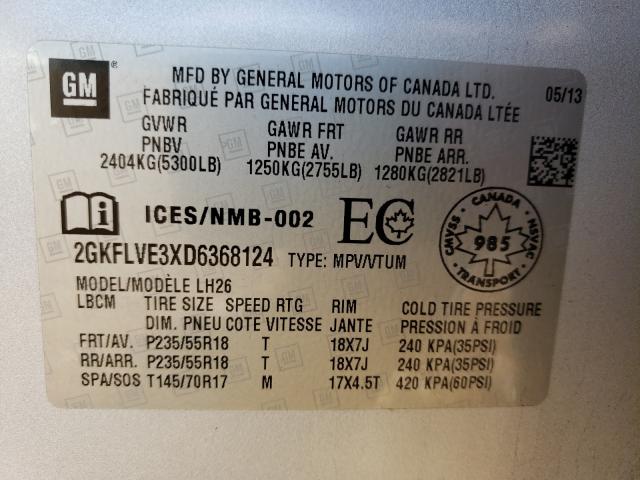 GM
MFD BY GENERAL MOTORS OF CANADA LTD. 05/13
FABRIQUÉ PAR GENERAL MOTORS DU CANADA LTÉE
GVWR GAWR FRT GAWR RR
PNBV PNBE AV. PNBE ARR.
2404KG(5300LB) 1250KG(2755LB) 1280KG(2821LB)
ICES/NMB-002 EC
CANADA
CMVSS 985 NSVAC
TRANSPORT
2GKFLVE3XD6368124 TYPE: MPV/VTUM
MODEL/MODÈLE LH26
LBCM TIRE SIZE SPEED RTG RIM COLD TIRE PRESSURE
DIM. PNEU COTE VITESSE JANTE PRESSION À FROID
FRT/AV. P235/55R18 T 18X7J 240 KPA(35PSI)
RR/ARR. P235/55R18 T 18X7J 240 KPA(35PSI)
SPA/SOS T145/70R17 M 17X4.5T 420 KPA(60PSI)